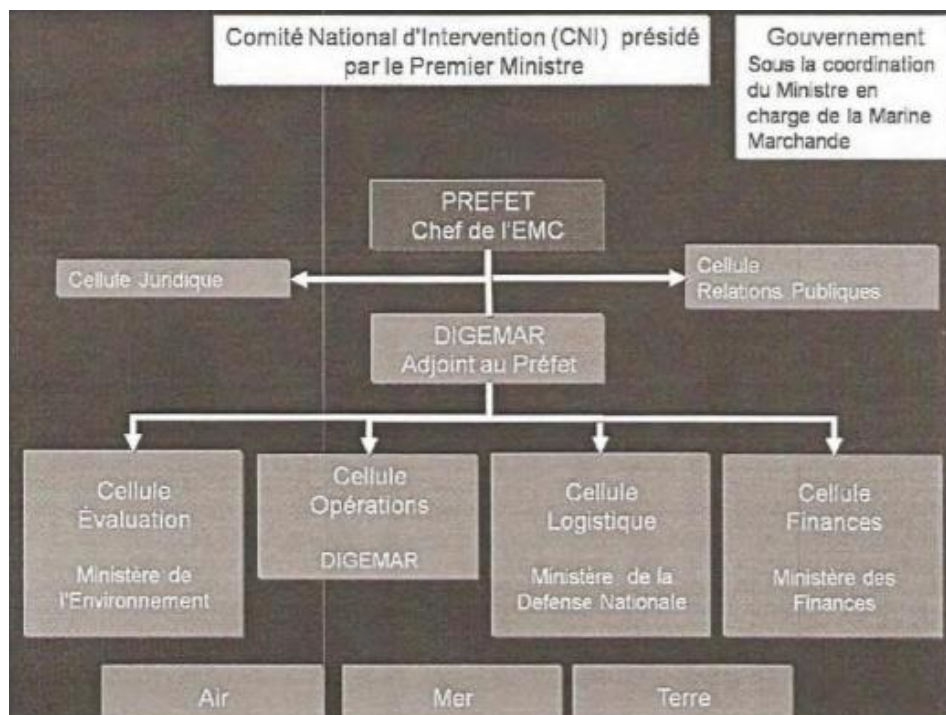 Comité National d'Intervention (CNI) présidé
par le Premier Ministre
Gouvernement
Sous la coordination
du Ministre en
charge de la Marine
Marchande
PREFET
Chef de l'EMC
Cellule Juridique
Cellule
Relations Publiques
DIGEMAR
Adjoint au Préfet
Cellule
Évaluation
Ministère de
l'Environnement
Cellule
Opérations
DIGEMAR
Cellule
Logistique
Ministère de la
Defense Nationale
Cellule
Finances
Ministère des
Finances
Air
Mer
Terre